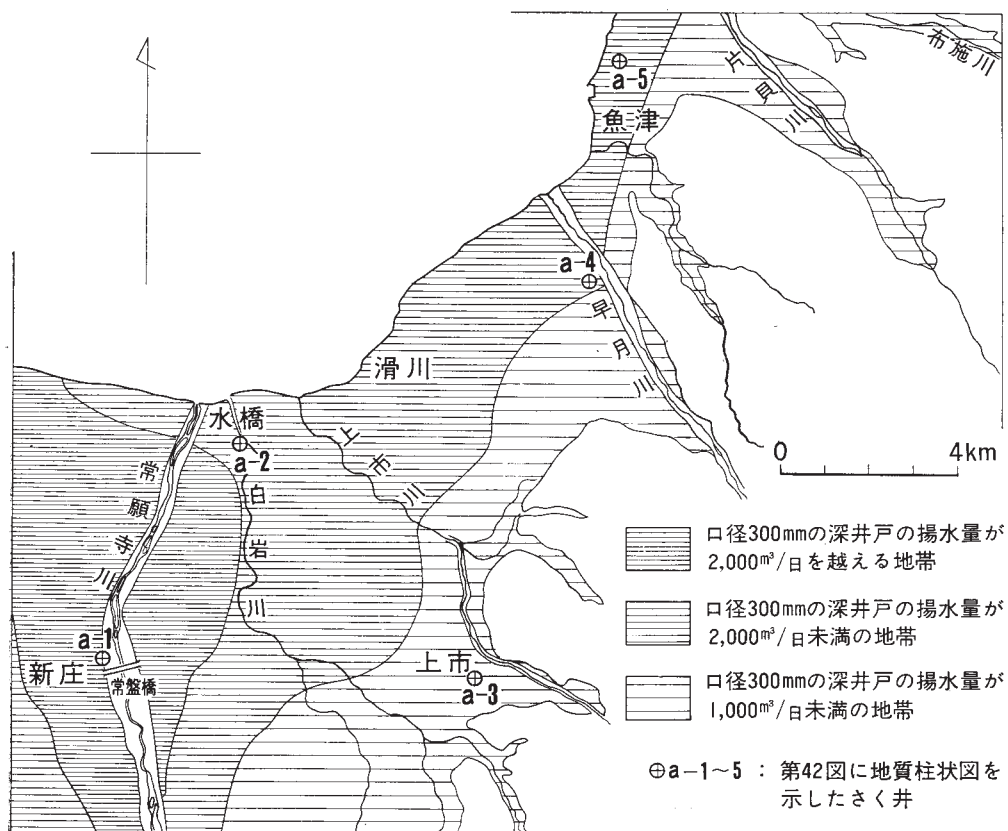 布施川
片貝川
a-5
魚津
a-4
早月川
滑川
0 4km
水橋
a-2
上市川
常願寺川
白岩川
a-1
新庄
常盤橋
上市
a-3
口径300mmの深井戸の揚水量が
2,000m³/日を越える地帯
口径300mmの深井戸の揚水量が
2,000m³/日未満の地帯
口径300mmの深井戸の揚水量が
1,000m³/日未満の地帯
⊕a-1~5 : 第42図に地質柱状図を
示したさく井